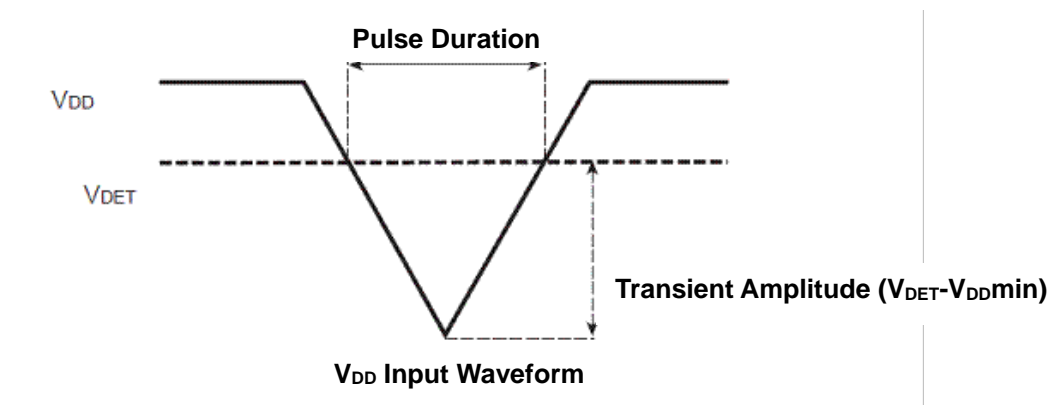 Pulse Duration
VDD
VDET
Transient Amplitude (VDET-VDDmin)
VDD Input Waveform